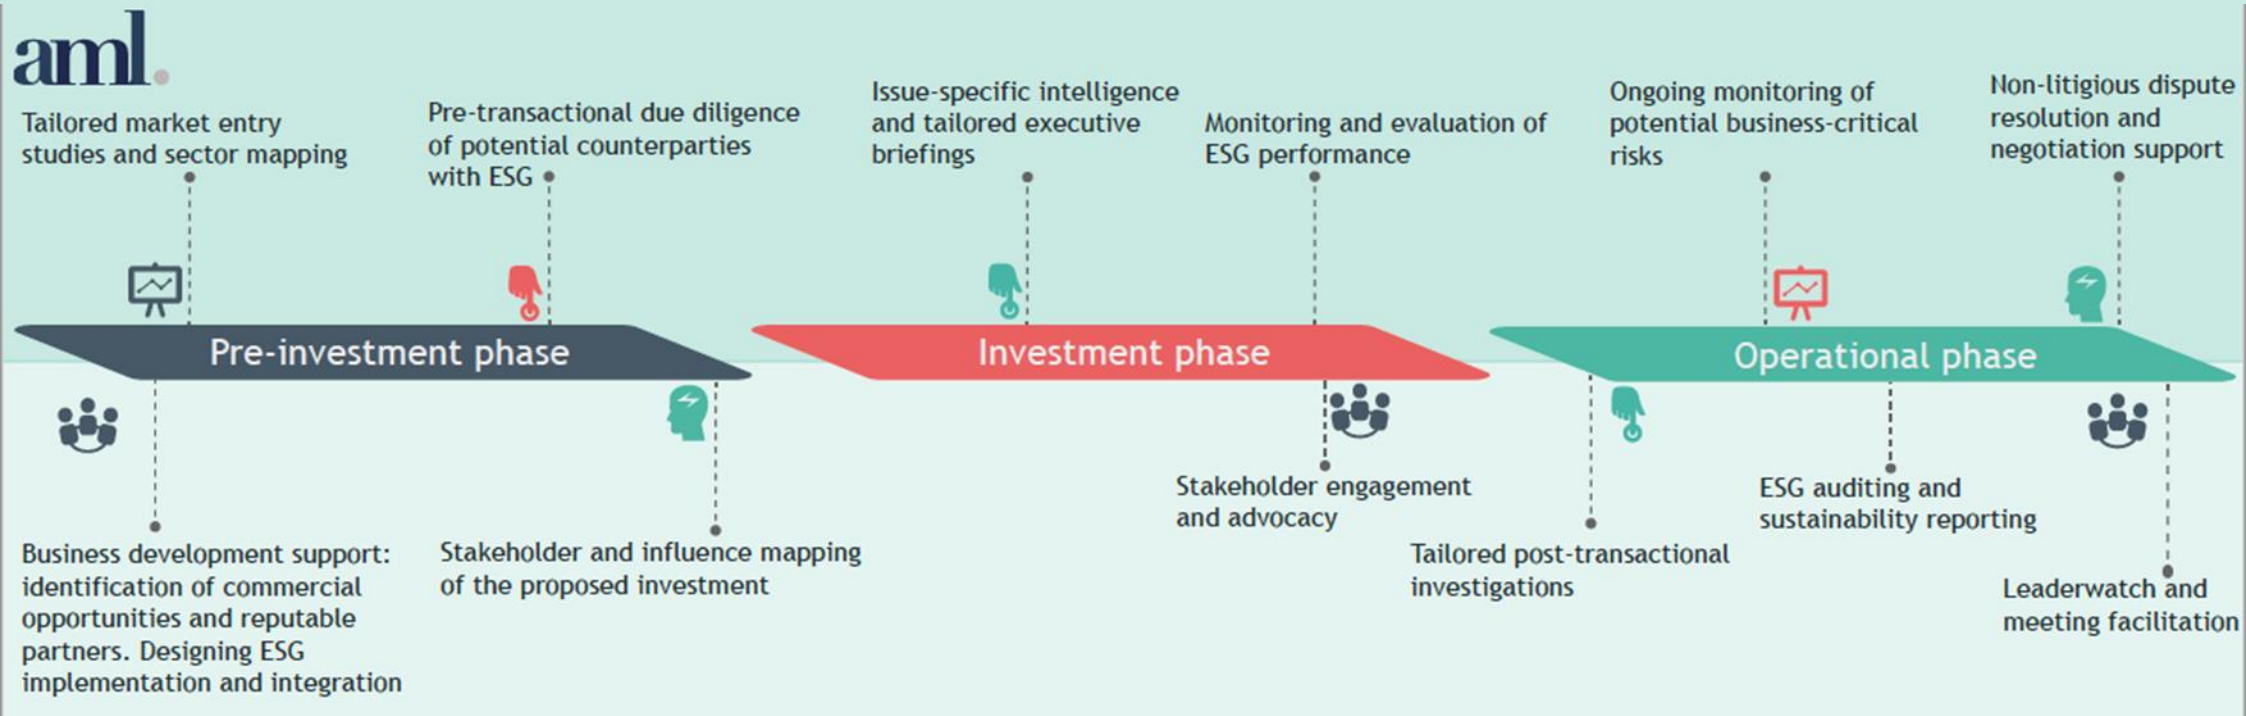 aml.
Tailored market entry
studies and sector mapping
Pre-transactional due diligence
of potential counterparties
with ESG
Issue-specific intelligence
and tailored executive
briefings
Monitoring and evaluation of
ESG performance
Ongoing monitoring of
potential business-critical
risks
Non-litigious dispute
resolution and
negotiation support
Pre-investment phase
Investment phase
Operational phase
Business development support:
identification of commercial
opportunities and reputable
partners. Designing ESG
implementation and integration
Stakeholder and influence mapping
of the proposed investment
Stakeholder engagement
and advocacy
Tailored post-transactional
investigations
ESG auditing and
sustainability reporting
Leaderwatch and
meeting facilitation